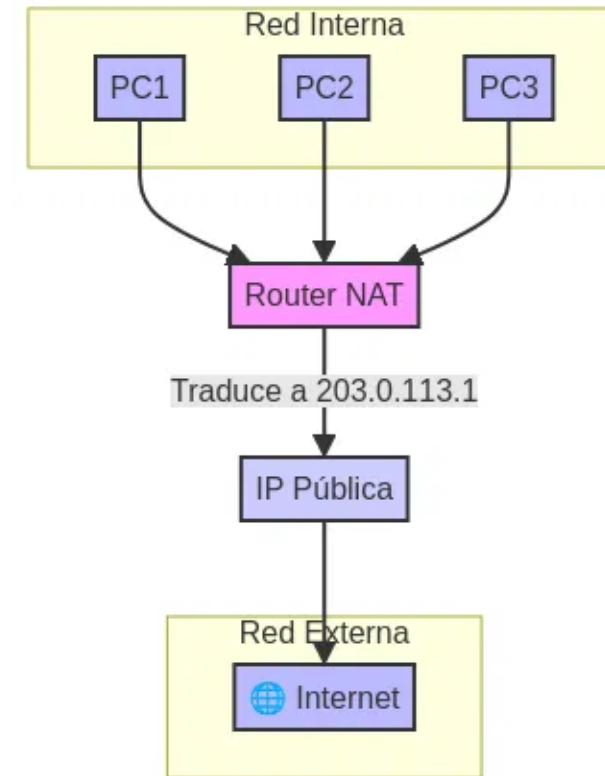 Red Interna
PC1
PC2
PC3
Router NAT
Traduce a 203.0.113.1
IP Pública
Red Externa
🌐 Internet